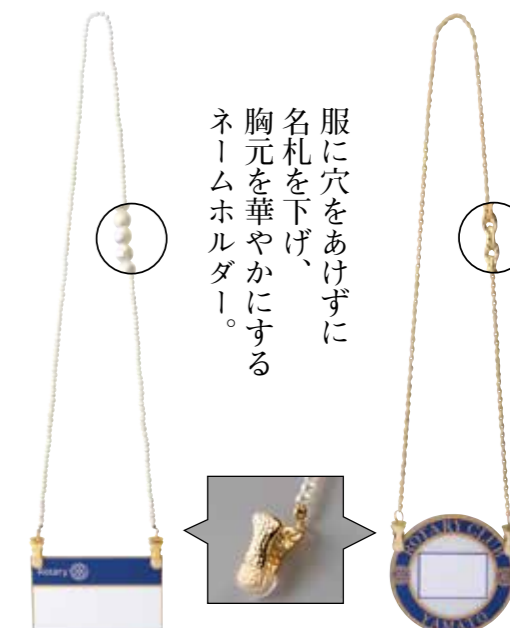 服に穴をあけずに
名札を下げ、
胸元を華やかにする
ネームホルダー。
Rotary
ROTARY CLUB
YAMATO